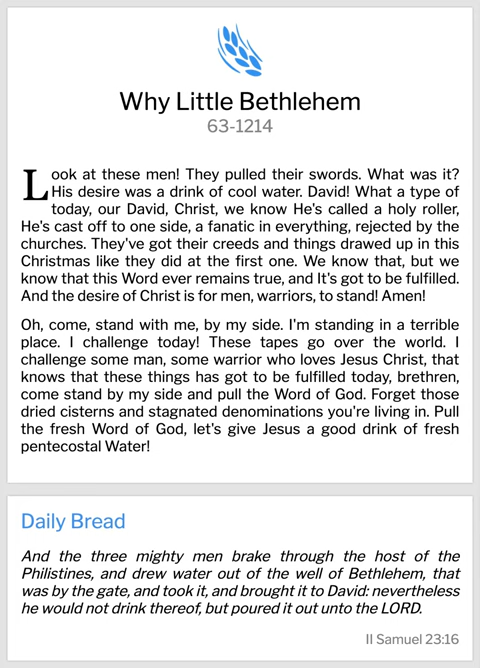 Why Little Bethlehem
63-1214
Look at these men! They pulled their swords. What was it?
His desire was a drink of cool water. David! What a type of
today, our David, Christ, we know He's called a holy roller,
He's cast off to one side, a fanatic in everything, rejected by the
churches. They've got their creeds and things drawed up in this
Christmas like they did at the first one. We know that, but we
know that this Word ever remains true, and It's got to be fulfilled.
And the desire of Christ is for men, warriors, to stand! Amen!
Oh, come, stand with me, by my side. I'm standing in a terrible
place. I challenge today! These tapes go over the world. I
challenge some man, some warrior who loves Jesus Christ, that
knows that these things has got to be fulfilled today, brethren,
come stand by my side and pull the Word of God. Forget those
dried cisterns and stagnated denominations you're living in. Pull
the fresh Word of God, let's give Jesus a good drink of fresh
pentecostal Water!
Daily Bread
And the three mighty men brake through the host of the
Philistines, and drew water out of the well of Bethlehem, that
was by the gate, and took it, and brought it to David: nevertheless
he would not drink thereof, but poured it out unto the LORD.
II Samuel 23:16